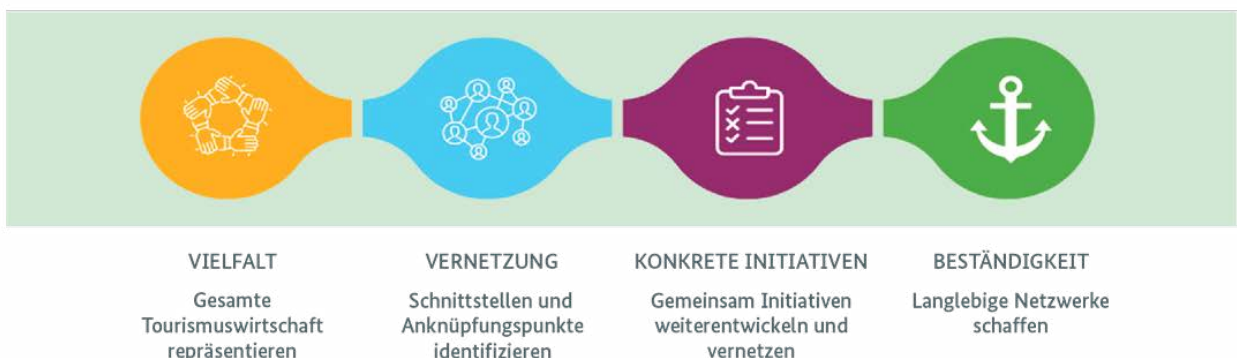 VIELFALT
Gesamte
Tourismuswirtschaft
repräsentieren
VERNETZUNG
Schnittstellen und
Anknüpfungspunkte
identifizieren
KONKRETE INITIATIVEN
Gemeinsam Initiativen
weiterentwickeln und
vernetzen
BESTÄNDIGKEIT
Langlebige Netzwerke
schaffen